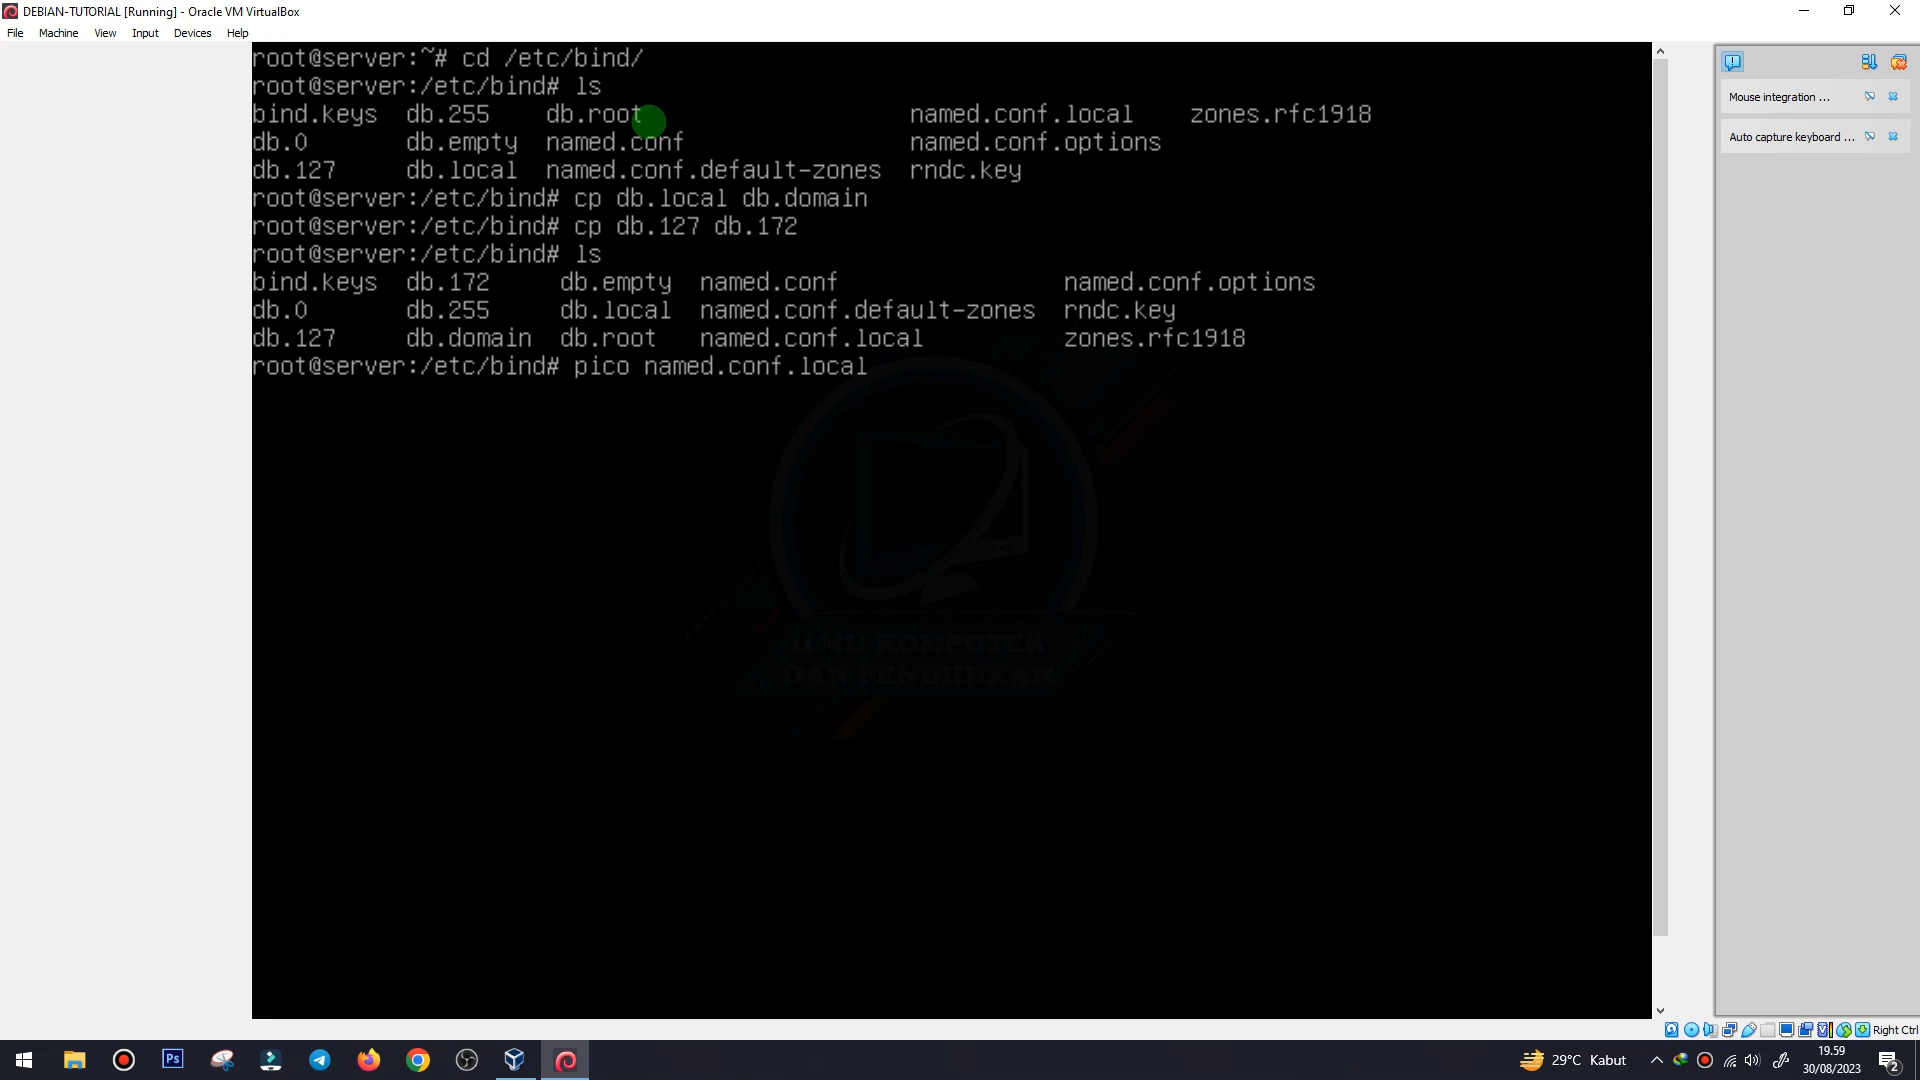 DEBIAN-TUTORIAL [Running] - Oracle VM VirtualBox
File Machine View Input Devices Help
root@server:~# cd /etc/bind/
root@server:/etc/bind# ls
bind.keys db.255 db.root named.conf.local zones.rfc1918
db.0 db.empty named.conf named.conf.options
db.127 db.local named.conf.default-zones rndc.key
root@server:/etc/bind# cp db.local db.domain
root@server:/etc/bind# cp db.127 db.172
root@server:/etc/bind# ls
bind.keys db.172 db.empty named.conf named.conf.options
db.0 db.255 db.local named.conf.default-zones rndc.key
db.127 db.domain db.root named.conf.local zones.rfc1918
root@server:/etc/bind# pico named.conf.local
ILMU KOMPUTER
DAN PENDIDIKAN
Mouse integration ...
Auto capture keyboard ...
Right Ctrl
Ps
29°C Kabut
19.59
30/08/2023
2